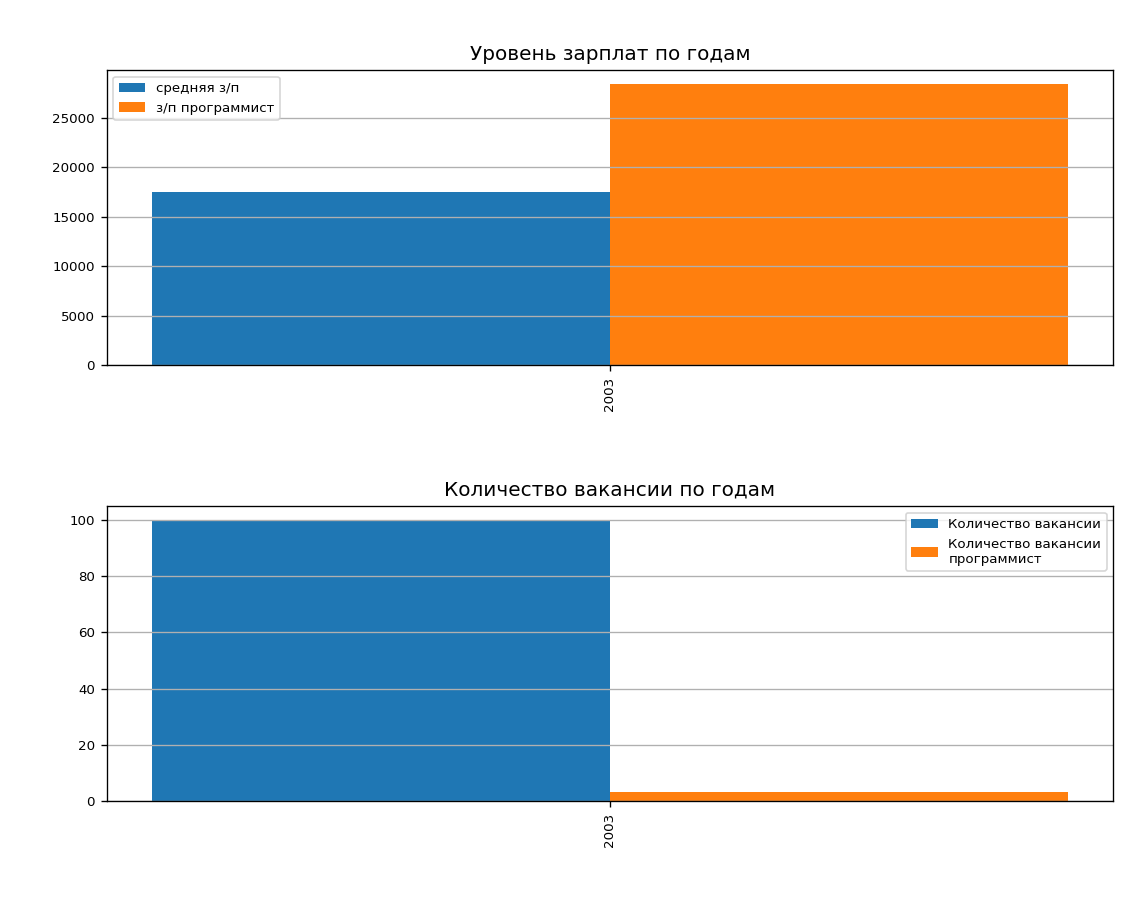 Уровень зарплат по годам
средняя з/п
з/п программист
25000
20000
15000
10000
5000
0
2003
Количество вакансии по годам
Количество вакансии
Количество вакансии
программист
100
80
60
40
20
0
2003